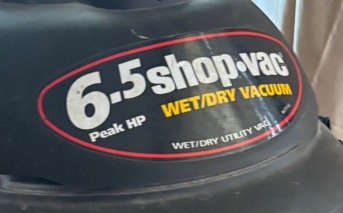 6.5 shop•vac
Peak HP WET/DRY VACUUM
WET/DRY UTILITY VAC